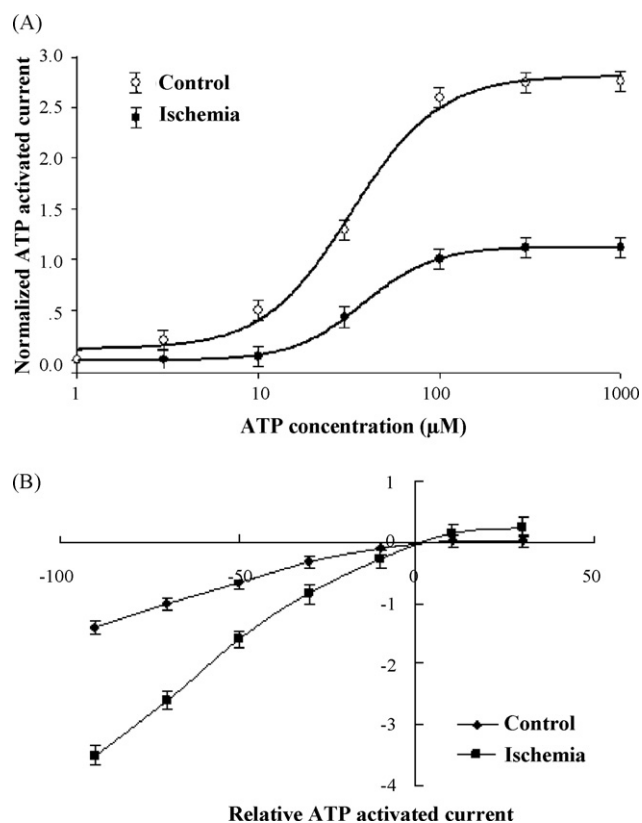 (A)
3.0
2.5
2.0
1.5
1.0
.5
0.0
Normalized ATP activated current
Control
Ischemia
1 10 100 1000
ATP concentration (µM)
(B)
1
0
-1
-2
-3
-4
-100 -50 0 50
Control
Ischemia
Relative ATP activated current